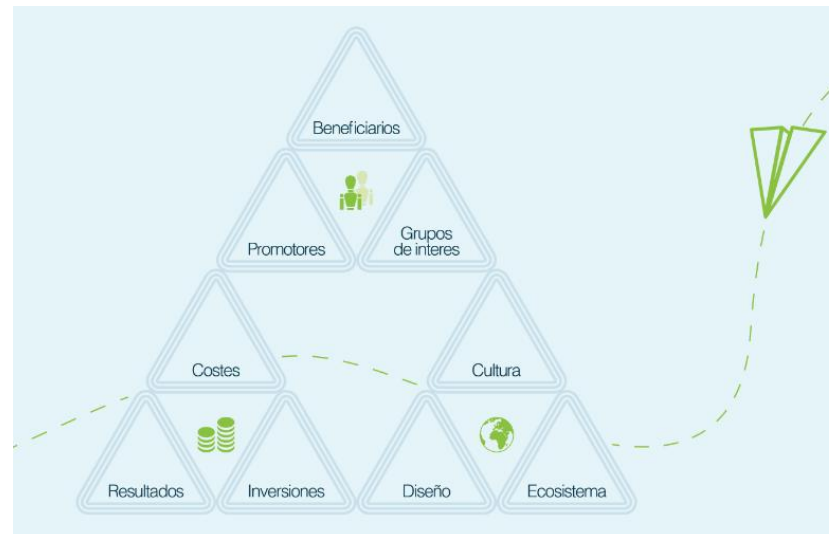 Beneficiarios
Promotores
Grupos
de interes
Costes
Cultura
Resultados
Inversiones
Diseño
Ecosistema